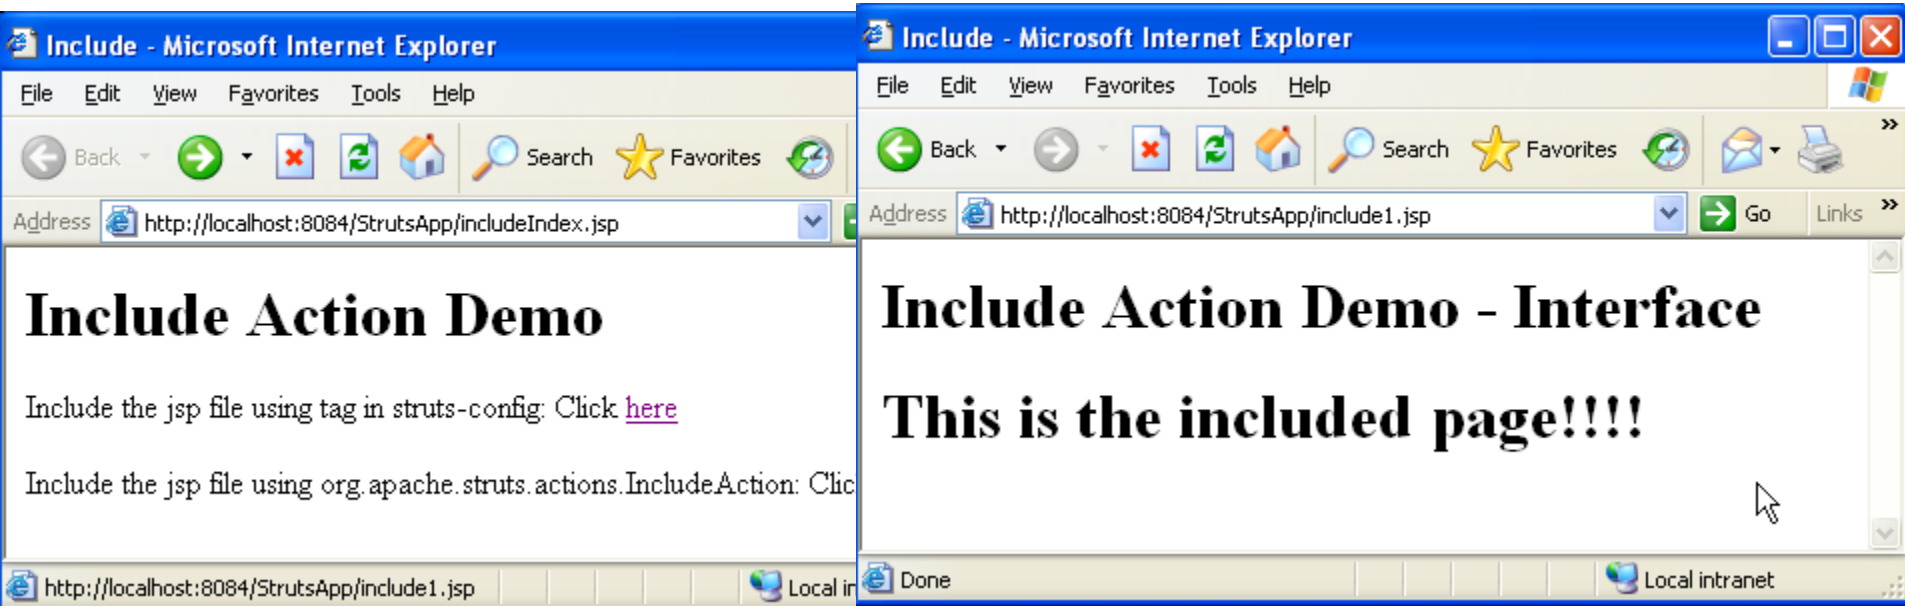 Include - Microsoft Internet Explorer
File Edit View Favorites Tools Help
Back Search Favorites
Address http://localhost:8084/StrutsApp/includeIndex.jsp
Include Action Demo
Include the jsp file using tag in struts-config: Click here
Include the jsp file using org.apache.struts.actions.IncludeAction: Clic
http://localhost:8084/StrutsApp/include1.jsp Local in
Include - Microsoft Internet Explorer
File Edit View Favorites Tools Help
Back Search Favorites »
Address http://localhost:8084/StrutsApp/include1.jsp Go Links »
Include Action Demo - Interface
This is the included page!!!!
Done Local intranet